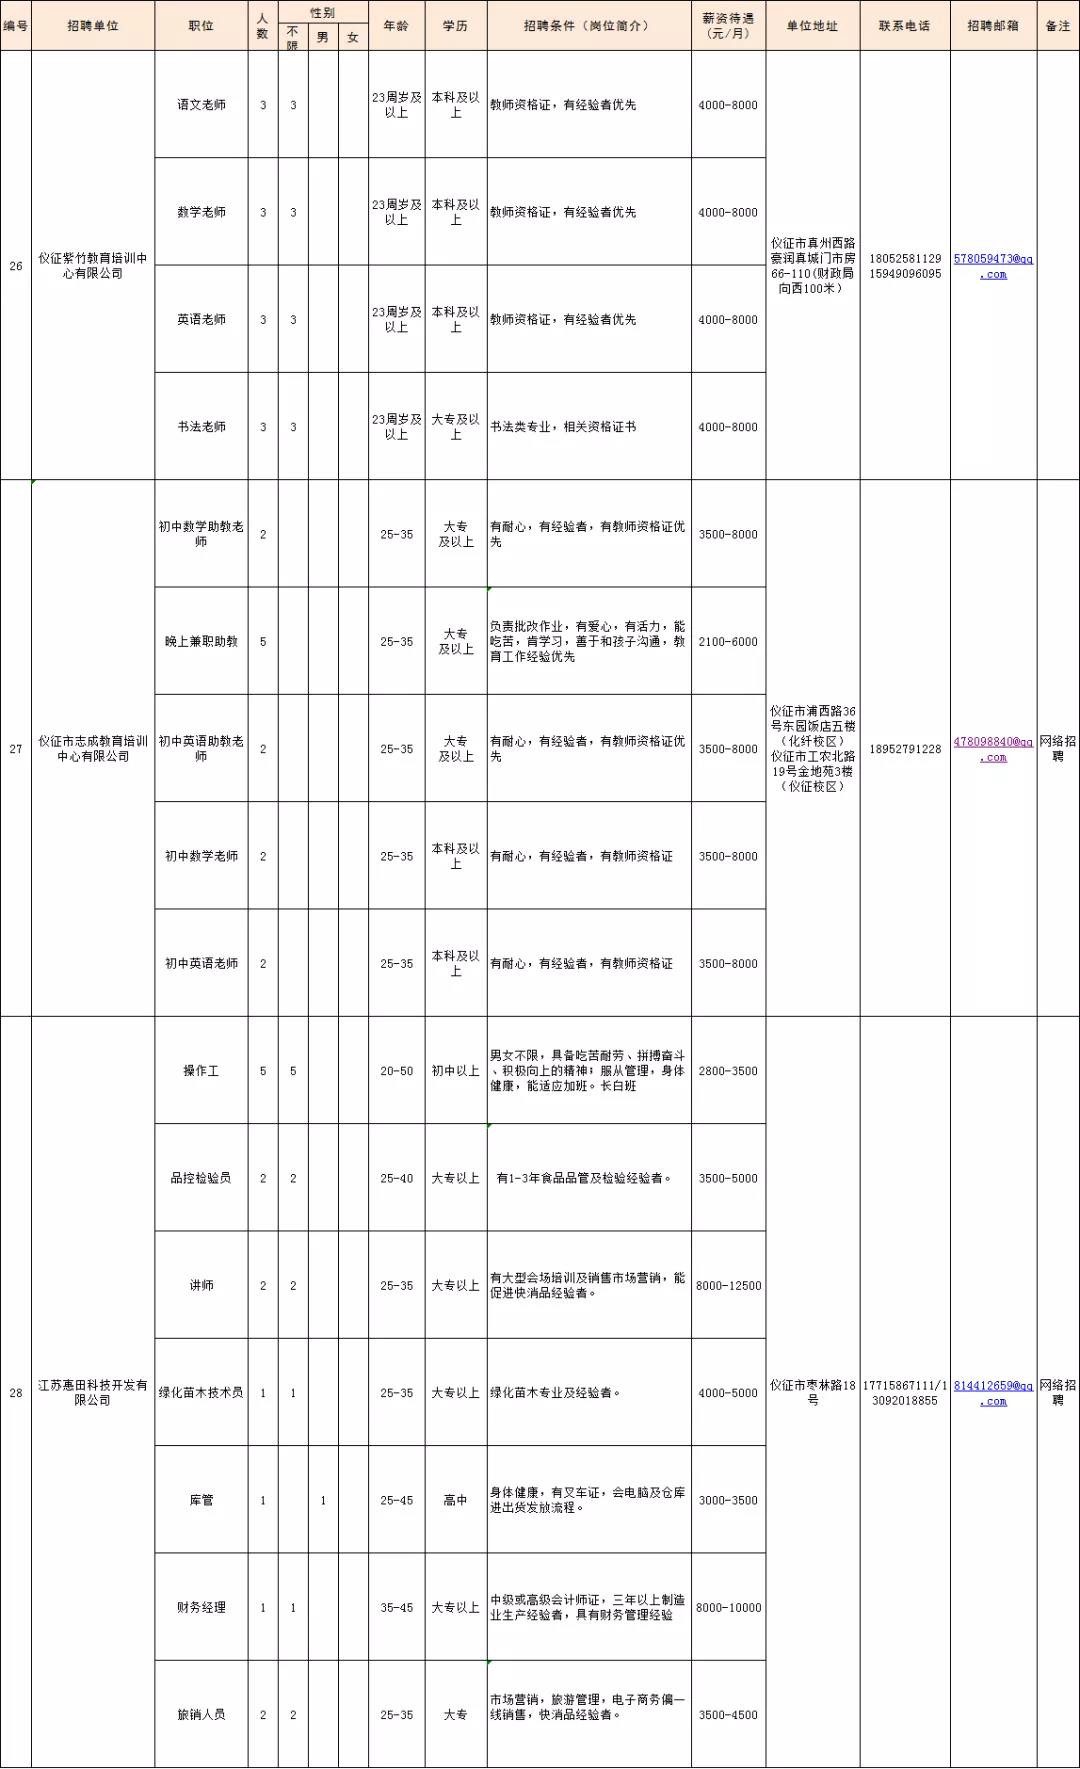 编号 招聘单位 职位 人数 性别 不限 男 女 年龄 学历 招聘条件（岗位简介） 薪资待遇（元/月） 单位地址 联系电话 招聘邮箱 备注
26 仪征紫竹教育培训中心有限公司
语文老师 3 3 23周岁及以上 本科及以上 教师资格证，有经验者优先 4000-8000
数学老师 3 3 23周岁及以上 本科及以上 教师资格证，有经验者优先 4000-8000
英语老师 3 3 23周岁及以上 本科及以上 教师资格证，有经验者优先 4000-8000
书法老师 3 3 23周岁及以上 大专及以上 书法类专业，相关资格证书 4000-8000
仪征市真州西路豪润真城门市房66-110(财政局向西100米）
18052581129
15949096095
578059473@qq.com
27 仪征市志成教育培训中心有限公司
初中数学助教老师 2 25-35 大专及以上 有耐心，有经验者，有教师资格证优先 3500-8000
晚上兼职助教 5 25-35 大专及以上 负责批改作业，有爱心，有活力，能吃苦，肯学习，善于和孩子沟通，教育工作经验优先 2100-6000
初中英语助教老师 2 25-35 大专及以上 有耐心，有经验者，有教师资格证优先 3500-8000
初中数学老师 2 25-35 本科及以上 有耐心，有经验者，有教师资格证 3500-8000
初中英语老师 2 25-35 本科及以上 有耐心，有经验者，有教师资格证 3500-8000
仪征市浦西路36号东园饭店五楼（化纤校区）
仪征市工农北路19号金地苑3楼（仪征校区）
18952791228
478098840@qq.com
网络招聘
28 江苏惠田科技开发有限公司
操作工 5 5 20-50 初中以上 男女不限，具备吃苦耐劳、拼搏奋斗、积极向上的精神；服从管理，身体健康，能适应加班。长白班 2800-3500
品控检验员 2 2 25-40 大专以上 有1-3年食品品管及检验经验者。 3500-5000
讲师 2 2 25-35 大专以上 有大型会场培训及销售市场营销，能促进快消品经验者。 8000-12500
绿化苗木技术员 1 1 25-35 大专以上 绿化苗木专业及经验者。 4000-5000
库管 1 1 25-45 高中 身体健康，有叉车证，会电脑及仓库进出货发放流程。 3000-3500
财务经理 1 1 35-45 大专以上 中级或高级会计师证，三年以上制造业生产经验者，具有财务管理经验 8000-10000
旅销人员 2 2 25-35 大专 市场营销，旅游管理，电子商务偏一线销售，快消品经验者。 3500-4500
仪征市枣林路18号
17715867111/13092018855
814412659@qq.com
网络招聘